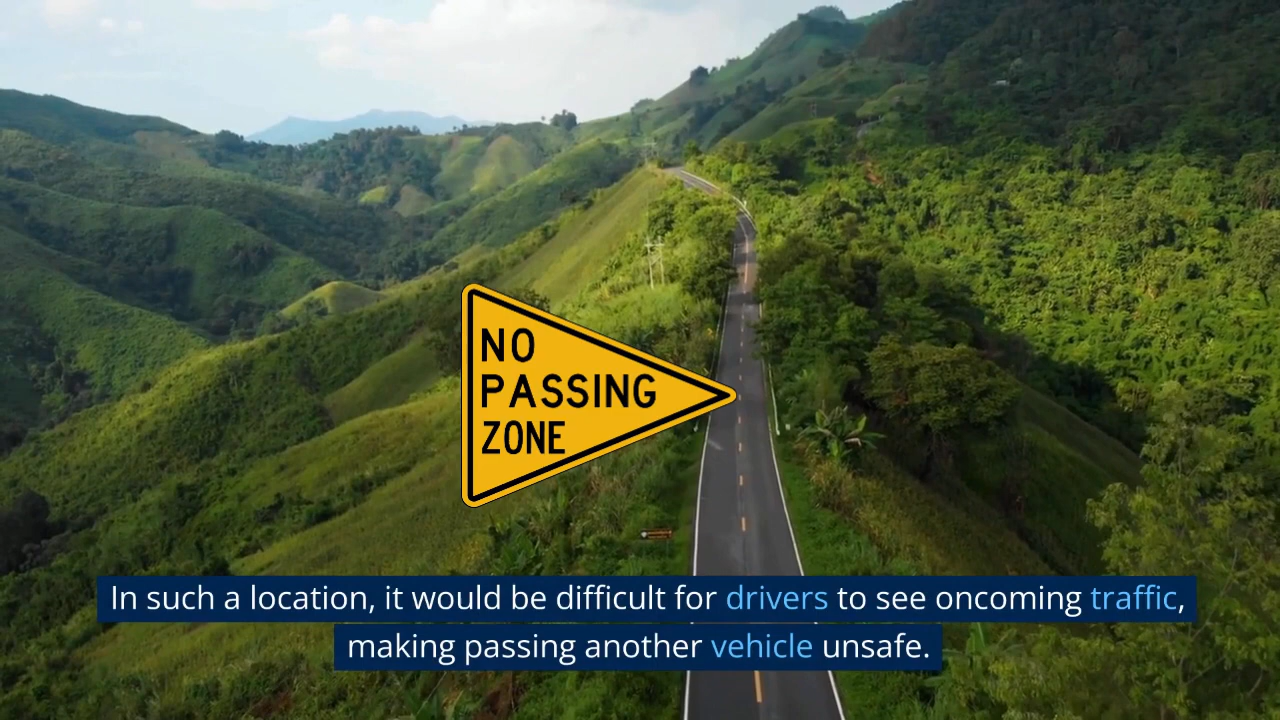 NO
PASSING
ZONE
In such a location, it would be difficult for drivers to see oncoming traffic,
making passing another vehicle unsafe.